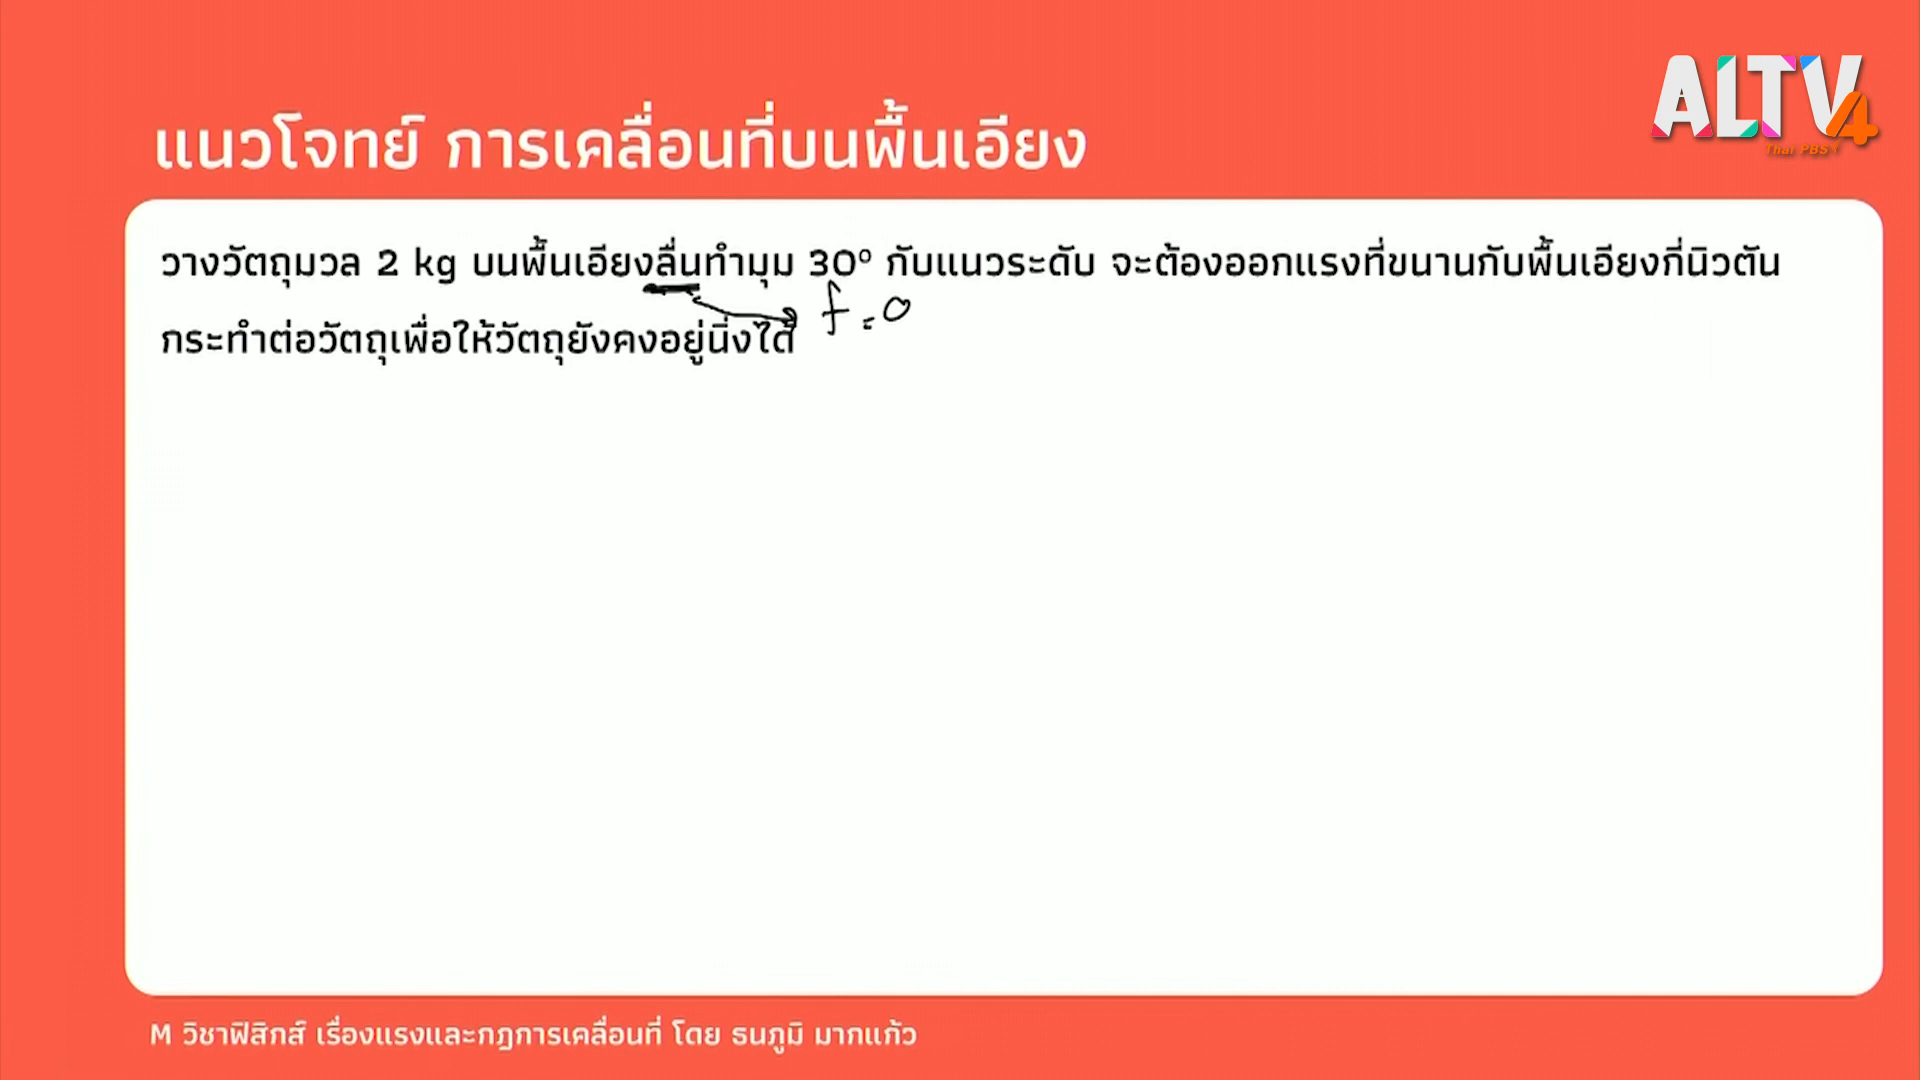 ALTV4
Thai PBS
แนวโจทย์ การเคลื่อนที่บนพื้นเอียง
วางวัตถุมวล 2 kg บนพื้นเอียงลื่นทำมุม 30° กับแนวระดับ จะต้องออกแรงที่ขนานกับพื้นเอียงกี่นิวตัน
f = 0
กระทำต่อวัตถุเพื่อให้วัตถุยังคงอยู่นิ่งได้
M วิชาฟิสิกส์ เรื่องแรงและกฎการเคลื่อนที่ โดย ธนภูมิ มากแก้ว